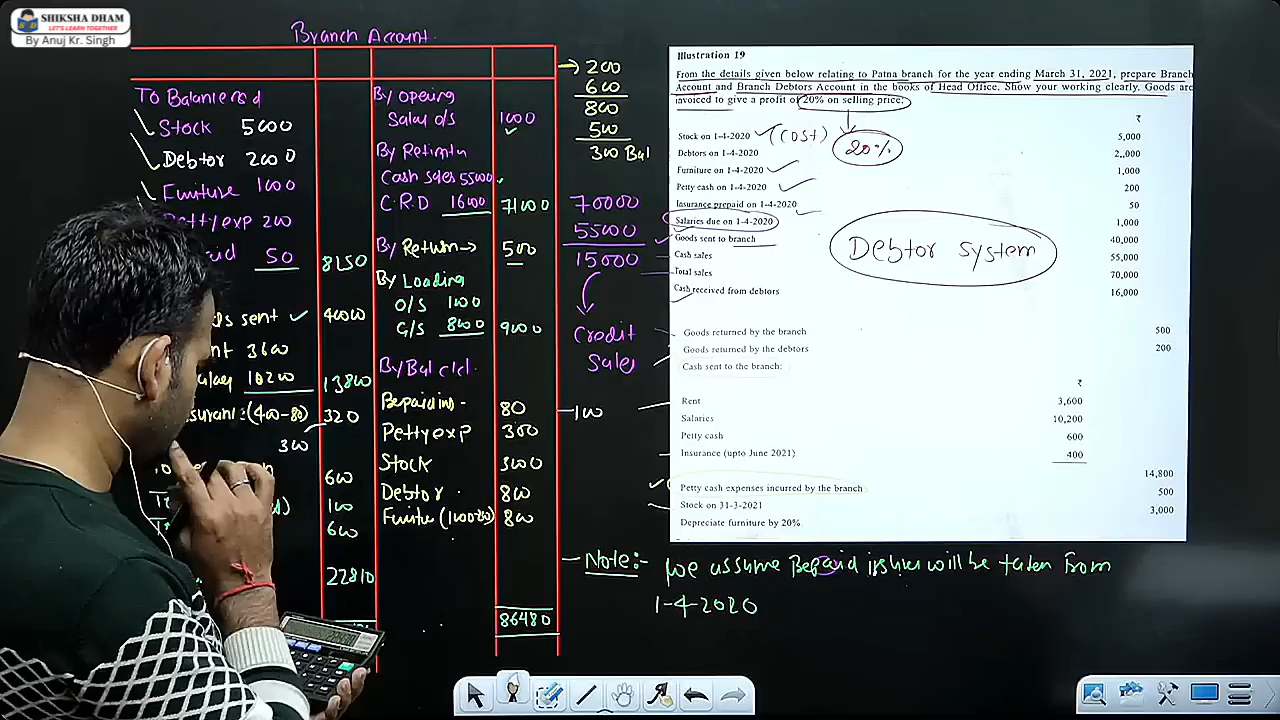 SHIKSHA DHAM
LET'S LEARN TOGETHER
By Anuj Kr. Singh
Branch Account
To Balance
Stock 5000
Debtor 2000
1000
Petty exp 200
50 8150
sent 40000
3600
10200 13800
(400-80) 320
300
600
100
600
22810
By Opening
Salary o/s 1000
By
Cash sales 55000
C.R.D 16000 71000
By Return→ 500
By Loading
O/S 1000
G/S 8000 9000
By Bal c/d.
80
Petty exp 300
Stock 3000
Debtor 800
800
86480
→ 200
600
800
500
300 Bal
70000
55000
15000
Credit
Sales
100
Illustration 19
From the details given below relating to Patna branch for the year ending March 31, 2021, prepare Branch
Account and Branch Debtors Account in the books of Head Office. Show your working clearly. Goods are
invoiced to give a profit of 20% on selling price:
₹
Stock on 1-4-2020 (cost) 5,000
20%
Debtors on 1-4-2020 2,000
Furniture on 1-4-2020 1,000
Petty cash on 1-4-2020 200
Insurance prepaid on 1-4-2020 50
Salaries due on 1-4-2020 1,000
Goods sent to branch 40,000
Debtor system
Cash sales 55,000
Total sales 70,000
Cash received from debtors 16,000
Goods returned by the branch 500
Goods returned by the debtors 200
Cash sent to the branch:
₹
Rent 3,600
Salaries 10,200
Petty cash 600
Insurance (upto June 2021) 400
14,800
Petty cash expenses incurred by the branch 500
Stock on 31-3-2021 3,000
Depreciate furniture by 20%
Note:- we assume will be taken from
1-4-2020